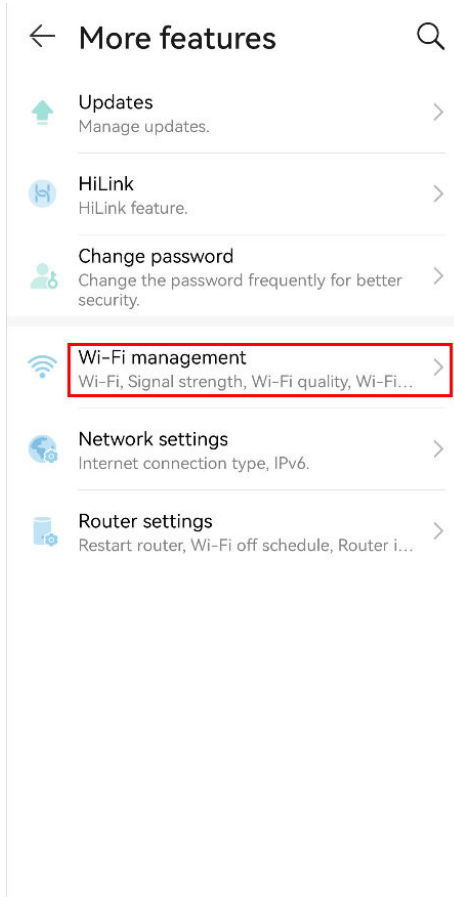 More features
Updates
Manage updates.
HiLink
HiLink feature.
Change password
Change the password frequently for better
security.
Wi-Fi management
Wi-Fi, Signal strength, Wi-Fi quality, Wi-Fi...
Network settings
Internet connection type, IPv6.
Router settings
Restart router, Wi-Fi off schedule, Router i...